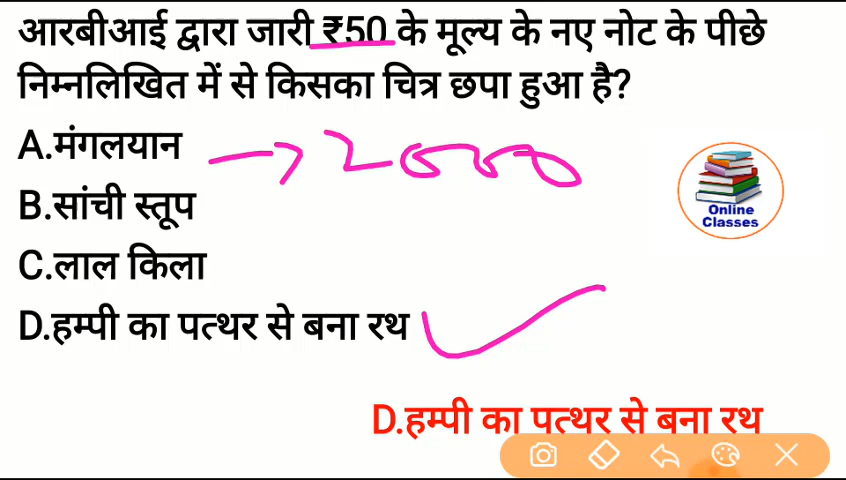 आरबीआई द्वारा जारी ₹50 के मूल्य के नए नोट के पीछे
निम्नलिखित में से किसका चित्र छपा हुआ है?
A.मंगलयान → 2000
B.सांची स्तूप
C.लाल किला
D.हम्पी का पत्थर से बना रथ
Online
Classes
D.हम्पी का पत्थर से बना रथ